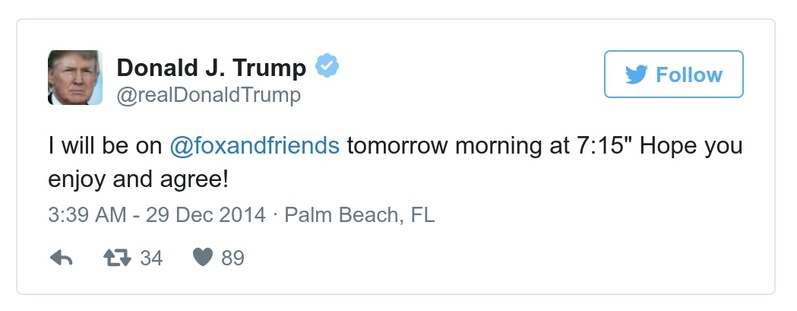 Donald J. Trump
@realDonaldTrump
Follow
I will be on @foxandfriends tomorrow morning at 7:15" Hope you
enjoy and agree!
3:39 AM - 29 Dec 2014 · Palm Beach, FL
34 89